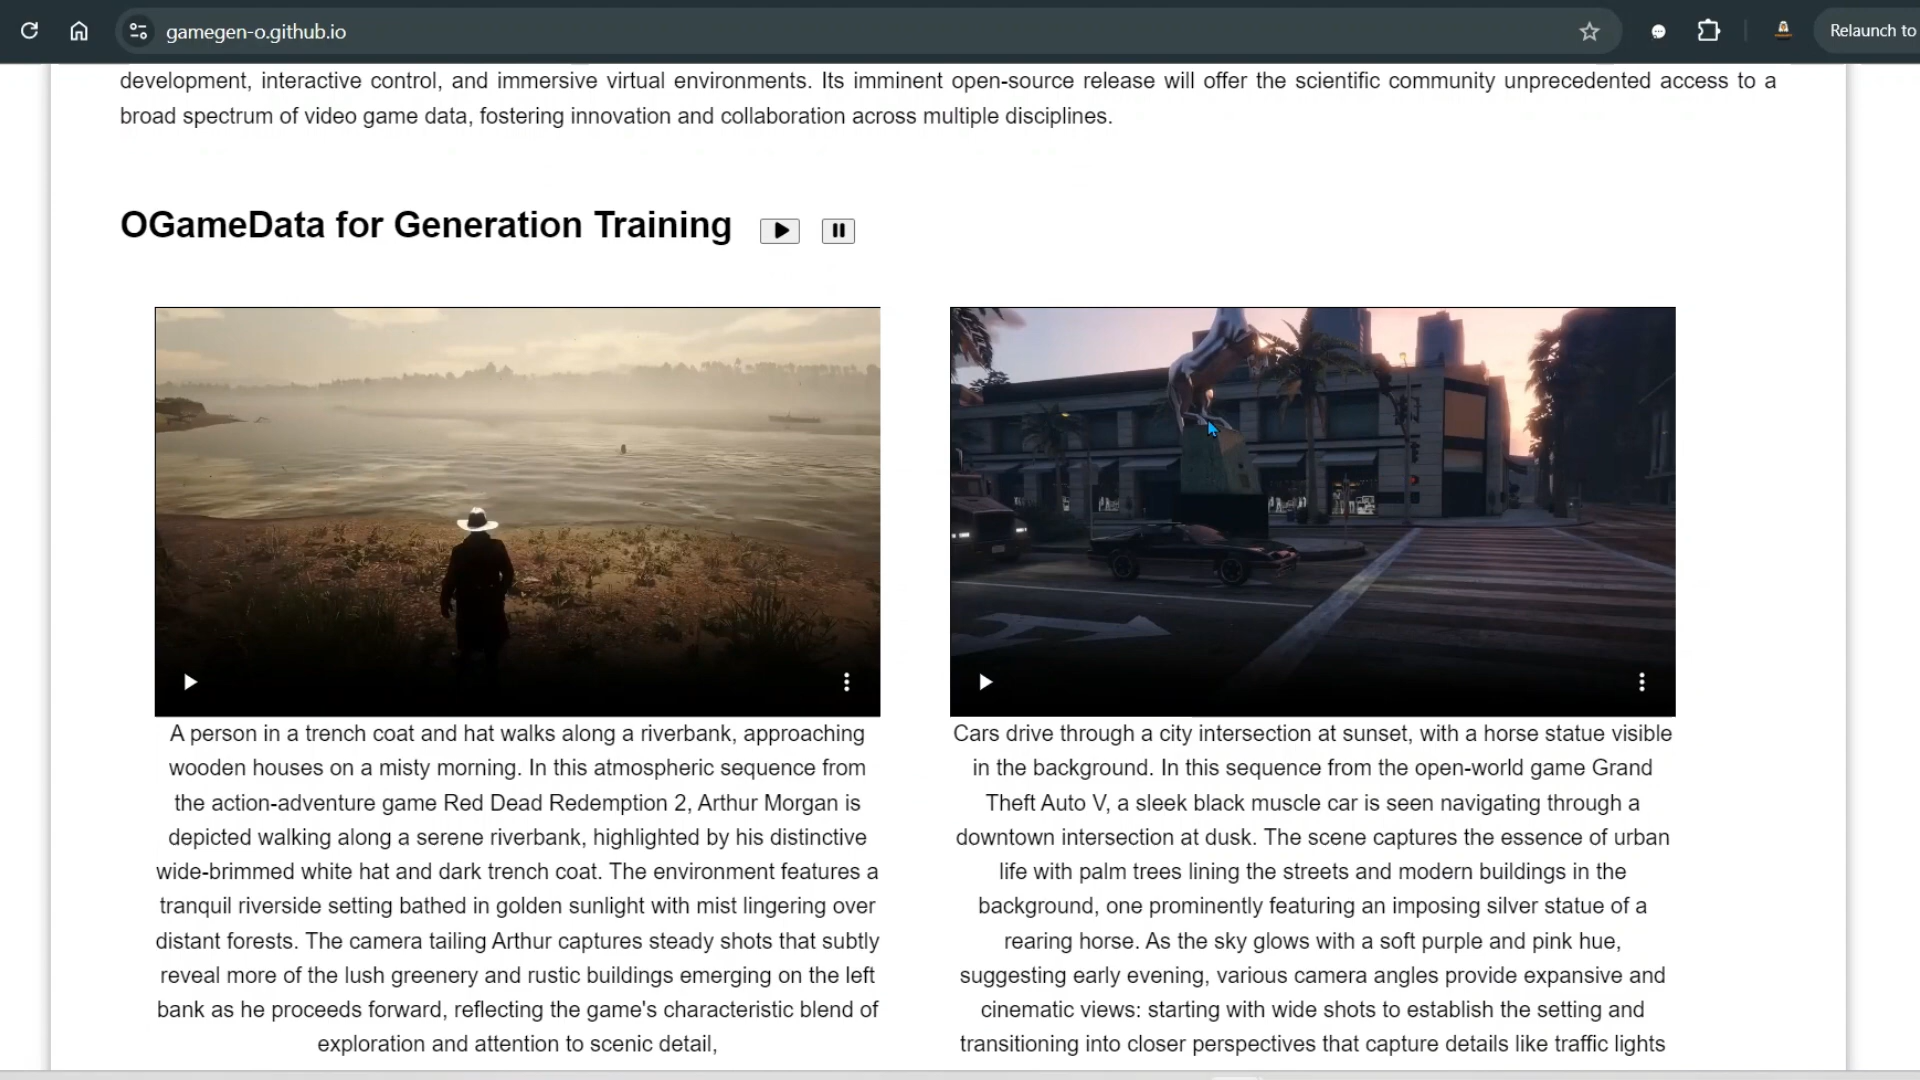 gamegen-o.github.io
Relaunch to
development, interactive control, and immersive virtual environments. Its imminent open-source release will offer the scientific community unprecedented access to a
broad spectrum of video game data, fostering innovation and collaboration across multiple disciplines.
OGameData for Generation Training
A person in a trench coat and hat walks along a riverbank, approaching
wooden houses on a misty morning. In this atmospheric sequence from
the action-adventure game Red Dead Redemption 2, Arthur Morgan is
depicted walking along a serene riverbank, highlighted by his distinctive
wide-brimmed white hat and dark trench coat. The environment features a
tranquil riverside setting bathed in golden sunlight with mist lingering over
distant forests. The camera tailing Arthur captures steady shots that subtly
reveal more of the lush greenery and rustic buildings emerging on the left
bank as he proceeds forward, reflecting the game's characteristic blend of
exploration and attention to scenic detail,
Cars drive through a city intersection at sunset, with a horse statue visible
in the background. In this sequence from the open-world game Grand
Theft Auto V, a sleek black muscle car is seen navigating through a
downtown intersection at dusk. The scene captures the essence of urban
life with palm trees lining the streets and modern buildings in the
background, one prominently featuring an imposing silver statue of a
rearing horse. As the sky glows with a soft purple and pink hue,
suggesting early evening, various camera angles provide expansive and
cinematic views: starting with wide shots to establish the setting and
transitioning into closer perspectives that capture details like traffic lights